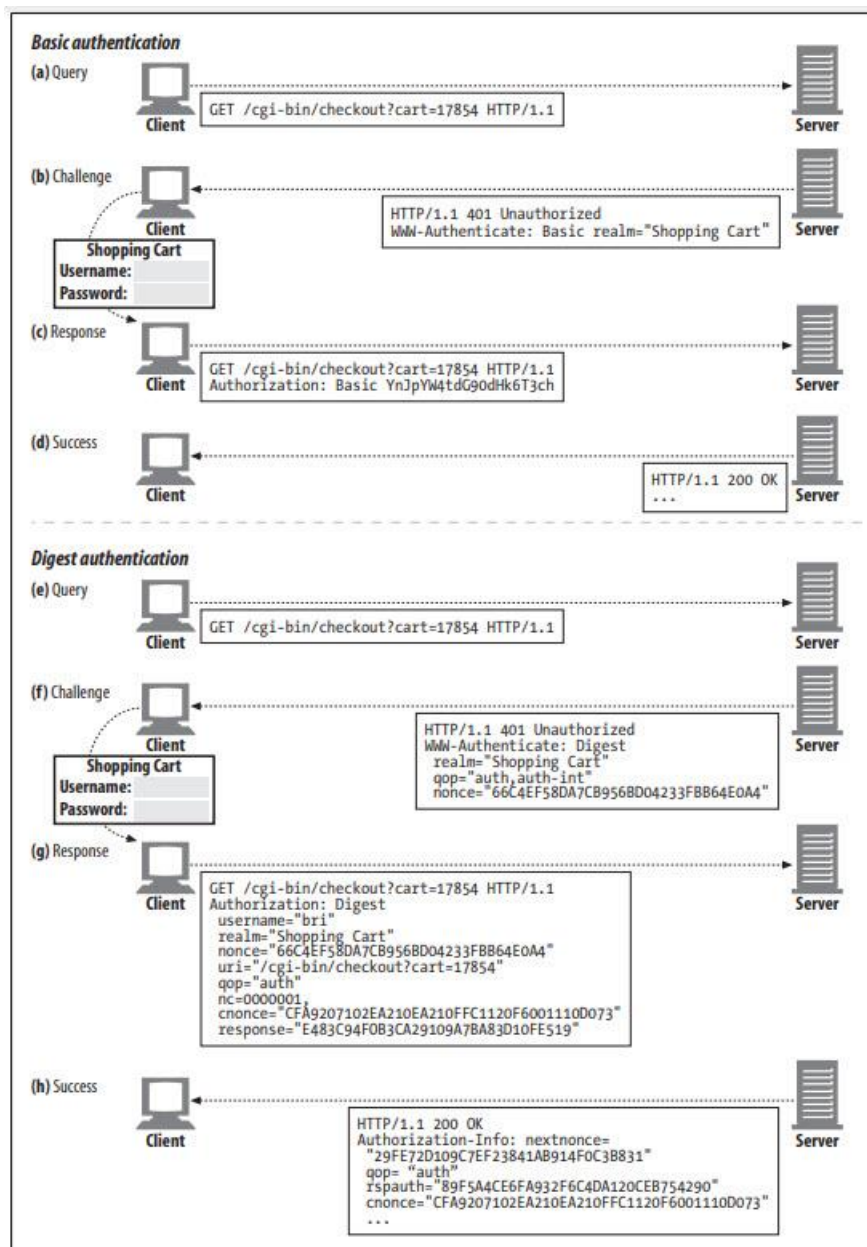 Basic authentication
(a) Query
Client
GET /cgi-bin/checkout?cart=17854 HTTP/1.1
Server
(b) Challenge
Client
HTTP/1.1 401 Unauthorized
WWW-Authenticate: Basic realm="Shopping Cart"
Server
Shopping Cart
Username:
Password:
(c) Response
Client
GET /cgi-bin/checkout?cart=17854 HTTP/1.1
Authorization: Basic YnJpYW4tdG90dHk6T3ch
Server
(d) Success
Client
HTTP/1.1 200 OK
...
Server
Digest authentication
(e) Query
Client
GET /cgi-bin/checkout?cart=17854 HTTP/1.1
Server
(f) Challenge
Client
HTTP/1.1 401 Unauthorized
WWW-Authenticate: Digest
realm="Shopping Cart"
qop="auth,auth-int"
nonce="66C4EF58DA7CB956BD04233FBB64E0A4"
Server
Shopping Cart
Username:
Password:
(g) Response
Client
GET /cgi-bin/checkout?cart=17854 HTTP/1.1
Authorization: Digest
username="bri"
realm="Shopping Cart"
nonce="66C4EF58DA7CB956BD04233FBB64E0A4"
uri="/cgi-bin/checkout?cart=17854"
qop="auth"
nc=0000001,
cnonce="CFA9207102EA210EA210FFC1120F6001110D073"
response="E483C94F0B3CA29109A7BA83D10FE519"
Server
(h) Success
Client
HTTP/1.1 200 OK
Authorization-Info: nextnonce=
"29FE72D109C7EF23841AB914F0C3B831"
qop= “auth”
rspauth="89F5A4CE6FA932F6C4DA120CEB754290"
cnonce="CFA9207102EA210EA210FFC1120F6001110D073"
...
Server